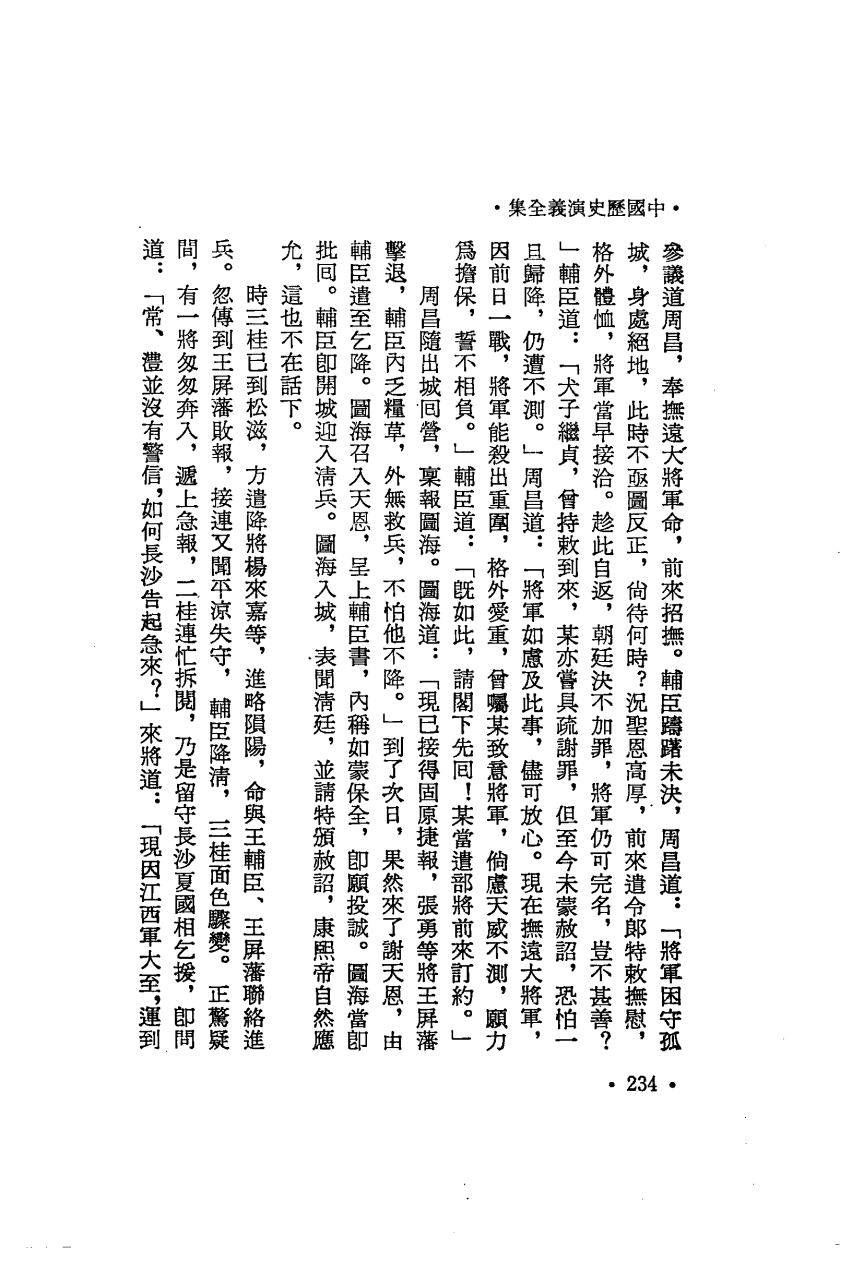 •中國歷史演義全集•
參議道周昌，奉撫遠大將軍命，前來招撫。輔臣躊躇未決，周昌道：「將軍困守孤
城，身處絕地，此時不亟圖反正，尙待何時？況聖恩高厚，前來遣令郎特敕撫慰，
格外體恤，將軍當早接洽。趁此自返，朝廷決不加罪，將軍仍可完名，豈不甚善？
」輔臣道：「犬子繼貞，曾持敕到來，某亦嘗具疏謝罪，但至今未蒙赦詔，恐怕一
旦歸降，仍遭不測。」周昌道：「將軍如慮及此事，儘可放心。現在撫遠大將軍，
因前日一戰，將軍能殺出重圍，格外愛重，曾囑某致意將軍，倘慮天威不測，願力
爲擔保，誓不相負。」輔臣道：「旣如此，請閣下先回！某當遣部將前來訂約。」
周昌隨出城回營，稟報圖海。圖海道：「現已接得固原捷報，張勇等將王屏藩
擊退，輔臣內乏糧草，外無救兵，不怕他不降。」到了次日，果然來了謝天恩，由
輔臣遣至乞降。圖海召入天恩，呈上輔臣書，內稱如蒙保全，卽願投誠。圖海當卽
批回。輔臣卽開城迎入清兵。圖海入城，表聞清廷，並請特頒赦詔，康熙帝自然應
允，這也不在話下。
時三桂已到松滋，方遣降將楊來嘉等，進略隕陽，命與王輔臣、王屏藩聯絡進
兵。忽傳到王屏藩敗報，接連又聞平涼失守，輔臣降清，三桂面色驟變。正驚疑
間，有一將匆匆奔入，遞上急報，二桂連忙拆閱，乃是留守長沙夏國相乞援，卽問
道：「常、澧並沒有警信，如何長沙告起急來？」來將道：「現因江西軍大至，運到
•234•